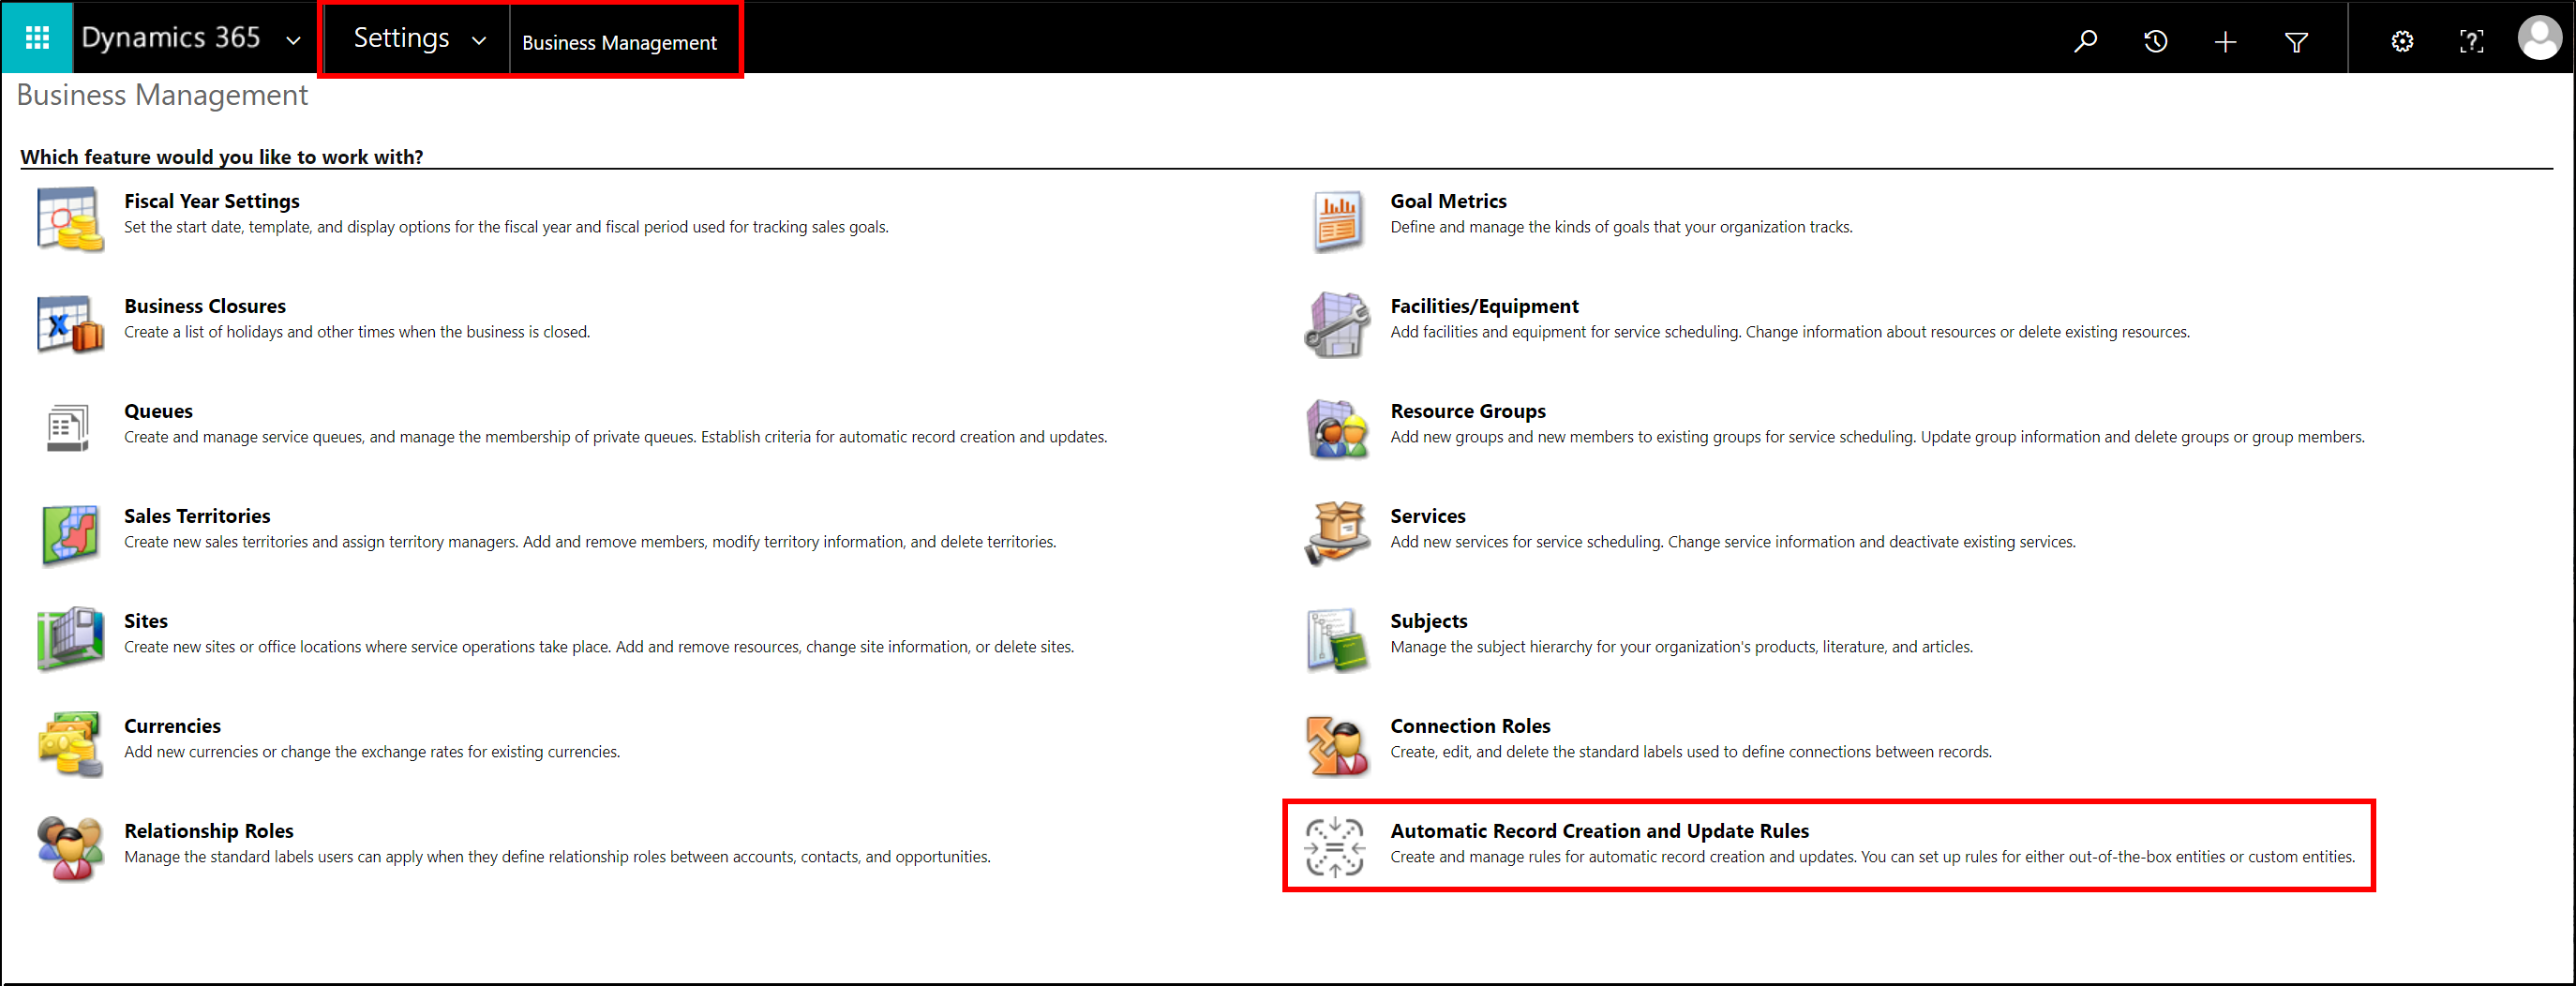 Dynamics 365 Settings Business Management
Business Management
Which feature would you like to work with?
Fiscal Year Settings
Set the start date, template, and display options for the fiscal year and fiscal period used for tracking sales goals.
Goal Metrics
Define and manage the kinds of goals that your organization tracks.
Business Closures
Create a list of holidays and other times when the business is closed.
Facilities/Equipment
Add facilities and equipment for service scheduling. Change information about resources or delete existing resources.
Queues
Create and manage service queues, and manage the membership of private queues. Establish criteria for automatic record creation and updates.
Resource Groups
Add new groups and new members to existing groups for service scheduling. Update group information and delete groups or group members.
Sales Territories
Create new sales territories and assign territory managers. Add and remove members, modify territory information, and delete territories.
Services
Add new services for service scheduling. Change service information and deactivate existing services.
Sites
Create new sites or office locations where service operations take place. Add and remove resources, change site information, or delete sites.
Subjects
Manage the subject hierarchy for your organization's products, literature, and articles.
Currencies
Add new currencies or change the exchange rates for existing currencies.
Connection Roles
Create, edit, and delete the standard labels used to define connections between records.
Relationship Roles
Manage the standard labels users can apply when they define relationship roles between accounts, contacts, and opportunities.
Automatic Record Creation and Update Rules
Create and manage rules for automatic record creation and updates. You can set up rules for either out-of-the-box entities or custom entities.